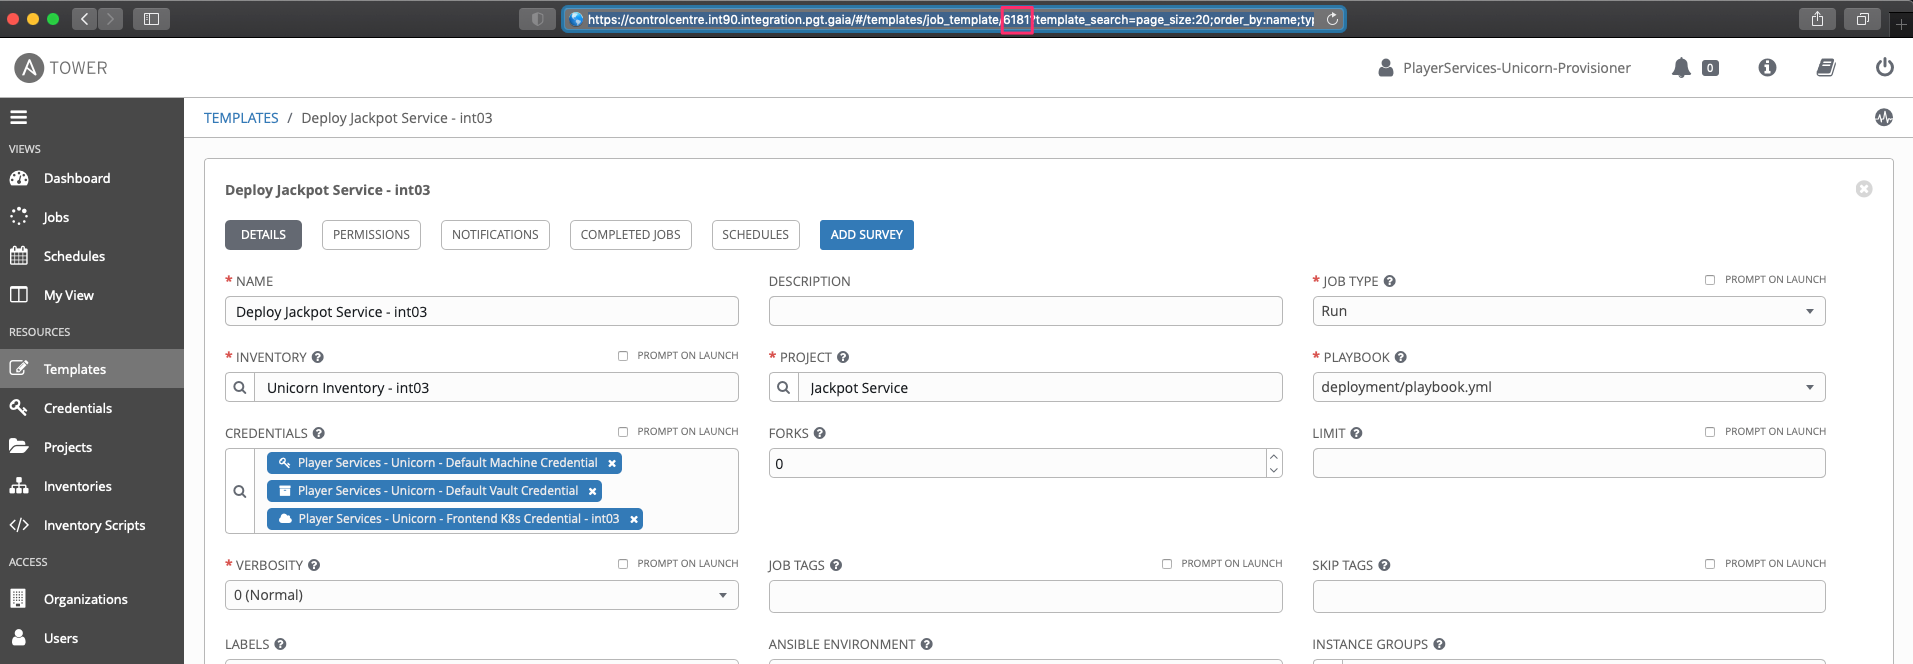 https://controlcentre.int90.integration.pgt.gaia/#/templates/job_template/6181?template_search=page_size:20;order_by:name;typ
TOWER
PlayerServices-Unicorn-Provisioner
0
TEMPLATES / Deploy Jackpot Service - int03
VIEWS
Dashboard
Jobs
Schedules
My View
RESOURCES
Templates
Credentials
Projects
Inventories
Inventory Scripts
ACCESS
Organizations
Users
Deploy Jackpot Service - int03
DETAILS PERMISSIONS NOTIFICATIONS COMPLETED JOBS SCHEDULES ADD SURVEY
* NAME DESCRIPTION * JOB TYPE PROMPT ON LAUNCH
Deploy Jackpot Service - int03 Run
* INVENTORY PROMPT ON LAUNCH * PROJECT * PLAYBOOK
Unicorn Inventory - int03 Jackpot Service deployment/playbook.yml
CREDENTIALS PROMPT ON LAUNCH FORKS LIMIT PROMPT ON LAUNCH
Player Services - Unicorn - Default Machine Credential 0
Player Services - Unicorn - Default Vault Credential
Player Services - Unicorn - Frontend K8s Credential - int03
* VERBOSITY PROMPT ON LAUNCH JOB TAGS PROMPT ON LAUNCH SKIP TAGS PROMPT ON LAUNCH
0 (Normal)
LABELS ANSIBLE ENVIRONMENT INSTANCE GROUPS